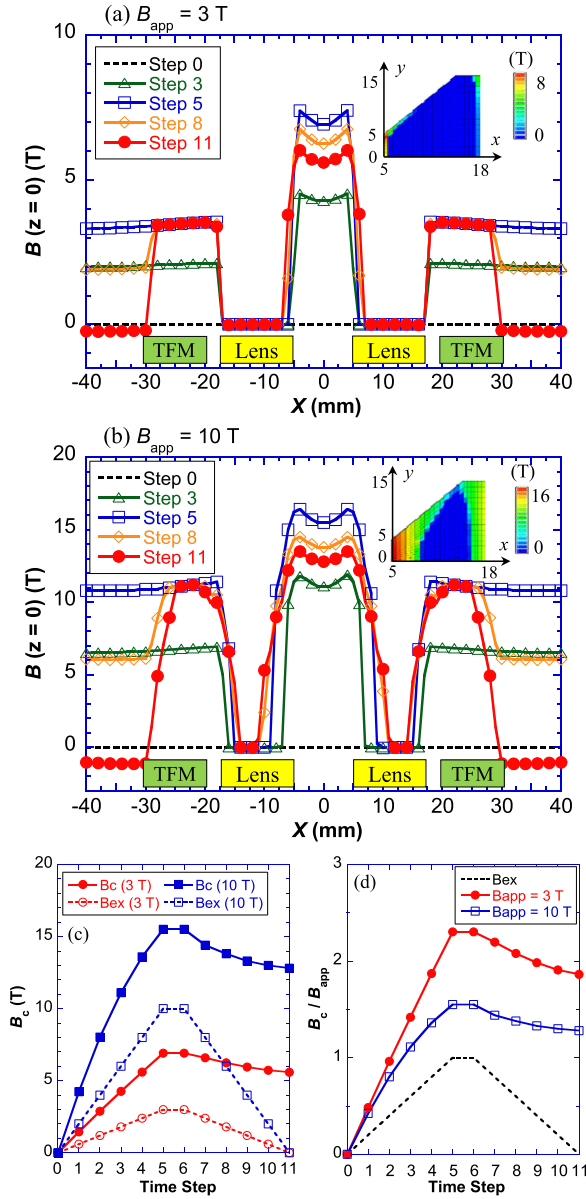 (a) B_app = 3 T
10
5
0
B (z = 0) (T)
Step 0
Step 3
Step 5
Step 8
Step 11
y
15
5
0
5 18
x
(T)
8
0
TFM Lens Lens TFM
-40 -30 -20 -10 0 10 20 30 40
X (mm)
(b) B_app = 10 T
20
15
10
5
0
B (z = 0) (T)
Step 0
Step 3
Step 5
Step 8
Step 11
y
15
0
5 18
x
(T)
16
0
TFM Lens Lens TFM
-40 -30 -20 -10 0 10 20 30 40
X (mm)
20
15
10
5
0
B_c (T)
Bc (3 T) Bc (10 T)
Bex (3 T) Bex (10 T)
(c)
0 1 2 3 4 5 6 7 8 9 10 11
Time Step
3
2
1
0
B_c / B_app
Bex
Bapp = 3 T
Bapp = 10 T
(d)
0 1 2 3 4 5 6 7 8 9 10 11
Time Step